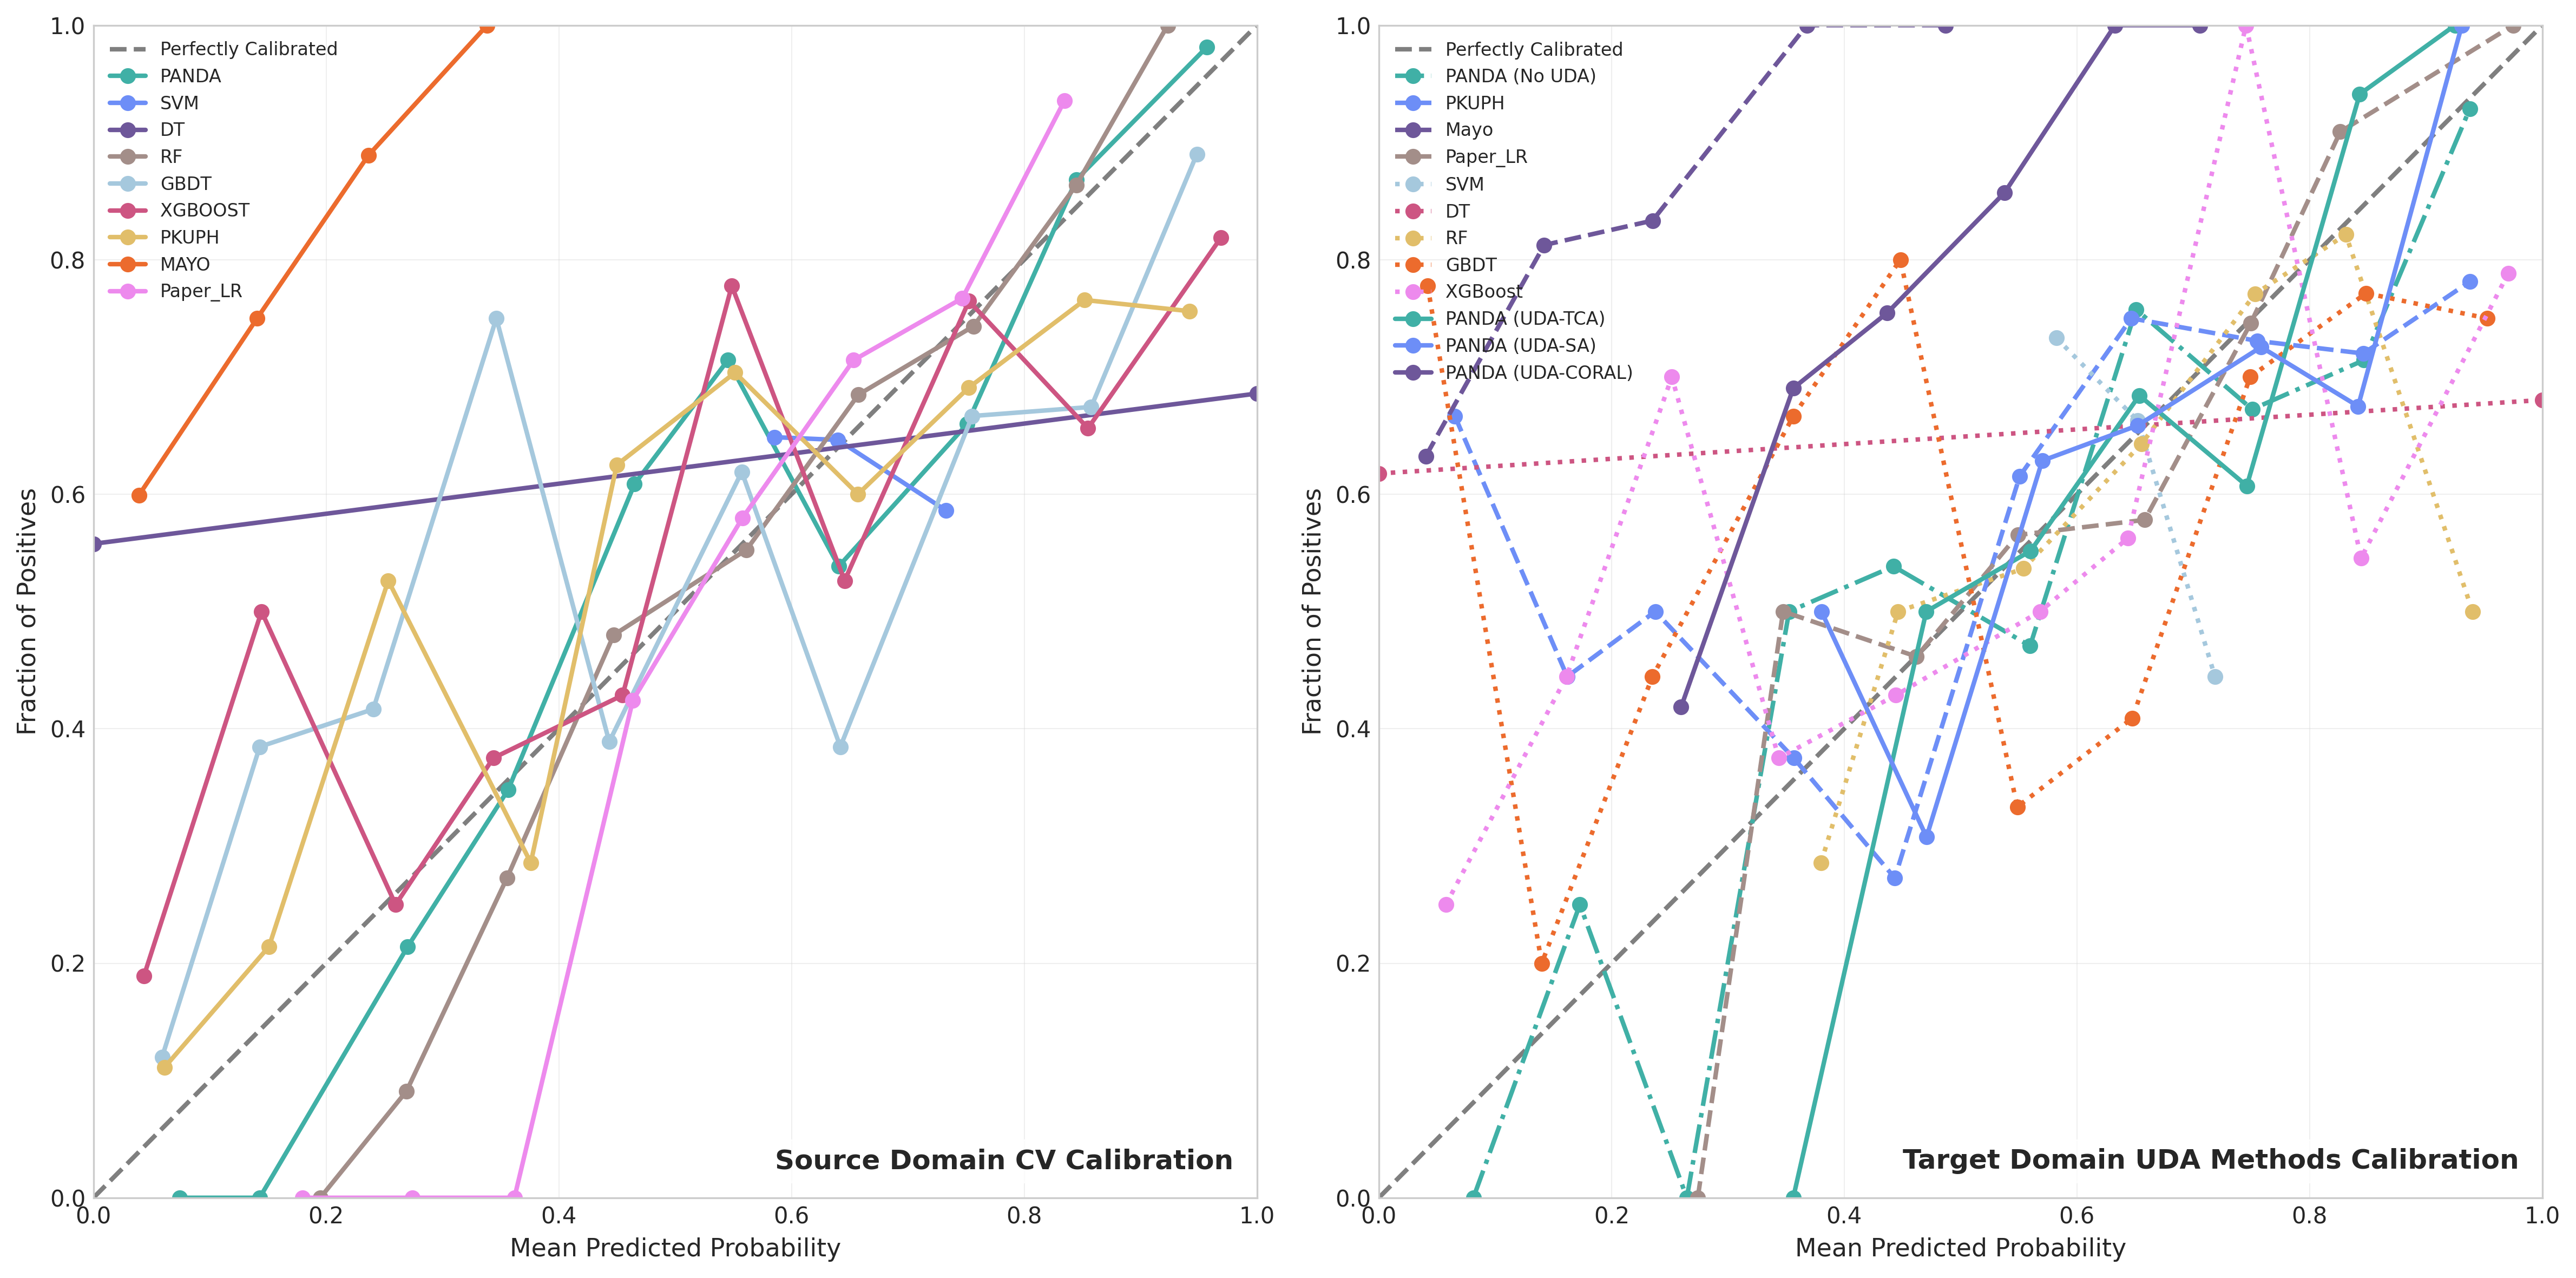 1.0
0.8
0.6
0.4
0.2
0.0
Fraction of Positives
Perfectly Calibrated
PANDA
SVM
DT
RF
GBDT
XGBOOST
PKUPH
MAYO
Paper_LR
Source Domain CV Calibration
0.0
0.2
0.4
0.6
0.8
1.0
Mean Predicted Probability
1.0
0.8
0.6
0.4
0.2
0.0
Fraction of Positives
Perfectly Calibrated
PANDA (No UDA)
PKUPH
Mayo
Paper_LR
SVM
DT
RF
GBDT
XGBoost
PANDA (UDA-TCA)
PANDA (UDA-SA)
PANDA (UDA-CORAL)
Target Domain UDA Methods Calibration
0.0
0.2
0.4
0.6
0.8
1.0
Mean Predicted Probability